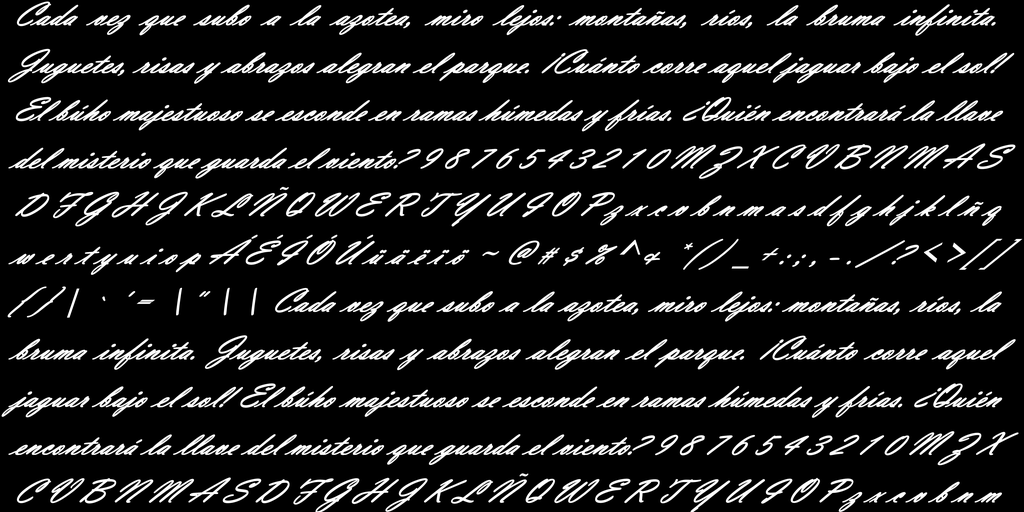 Cada vez que subo a la azotea, miro lejos: montañas, ríos, la bruma infinita.
Juguetes, risas y abrazos alegran el parque. ¡Cuánto corre aquel jaguar bajo el sol!
El búho majestuoso se esconde en ramas húmedas y frías. ¿Quién encontrará la llave
del misterio que guarda el viento? 9 8 7 6 5 4 3 2 1 0 M Z X C V B N M A S
D F G H J K L Ñ Q W E R T Y U I O P z x c v b n m a s d f g h j k l ñ q
w e r t y u i o p Á É Í Ó Ú ü ä ë ï ö ~ @ # $ % ^ & * ( ) _ + : ; , - . / ? < > [ ]
{ } | ` ´ = | " | | Cada vez que subo a la azotea, miro lejos: montañas, ríos, la
bruma infinita. Juguetes, risas y abrazos alegran el parque. ¡Cuánto corre aquel
jaguar bajo el sol! El búho majestuoso se esconde en ramas húmedas y frías. ¿Quién
encontrará la llave del misterio que guarda el viento? 9 8 7 6 5 4 3 2 1 0 M Z X
C V B N M A S D F G H J K L Ñ Q W E R T Y U I O P z x c v b n m